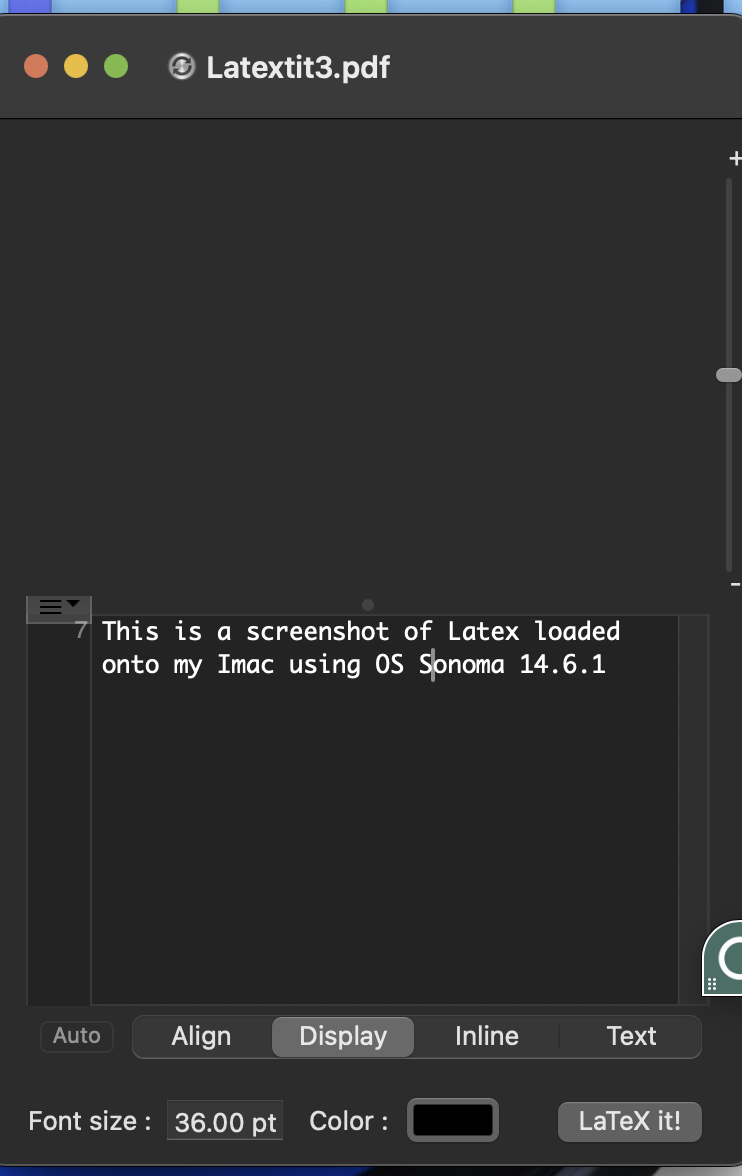 Latextit3.pdf
+
-
7 This is a screenshot of Latex loaded
onto my Imac using OS Sonoma 14.6.1
Auto Align Display Inline Text
Font size : 36.00 pt Color : LaTeX it!